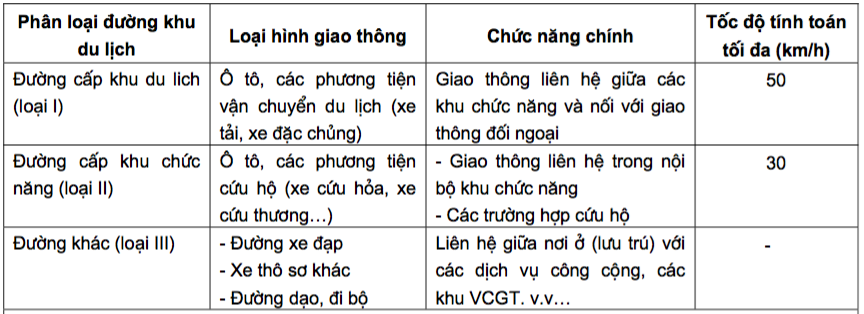 Phân loại đường khu
du lịch
Loại hình giao thông
Chức năng chính
Tốc độ tính toán
tối đa (km/h)
Đường cấp khu du lich
(loại I)
Ô tô, các phương tiện
vận chuyển du lịch (xe
tải, xe đặc chủng)
Giao thông liên hệ giữa các
khu chức năng và nối với giao
thông đối ngoại
50
Đường cấp khu chức
năng (loại II)
Ô tô, các phương tiện
cứu hộ (xe cứu hỏa, xe
cứu thương...)
- Giao thông liên hệ trong nội
bộ khu chức năng
- Các trường hợp cứu hộ
30
Đường khác (loại III)
- Đường xe đạp
- Xe thô sơ khác
- Đường dạo, đi bộ
Liên hệ giữa nơi ở (lưu trú) với
các dịch vụ công cộng, các
khu VCGT. v.v...
-